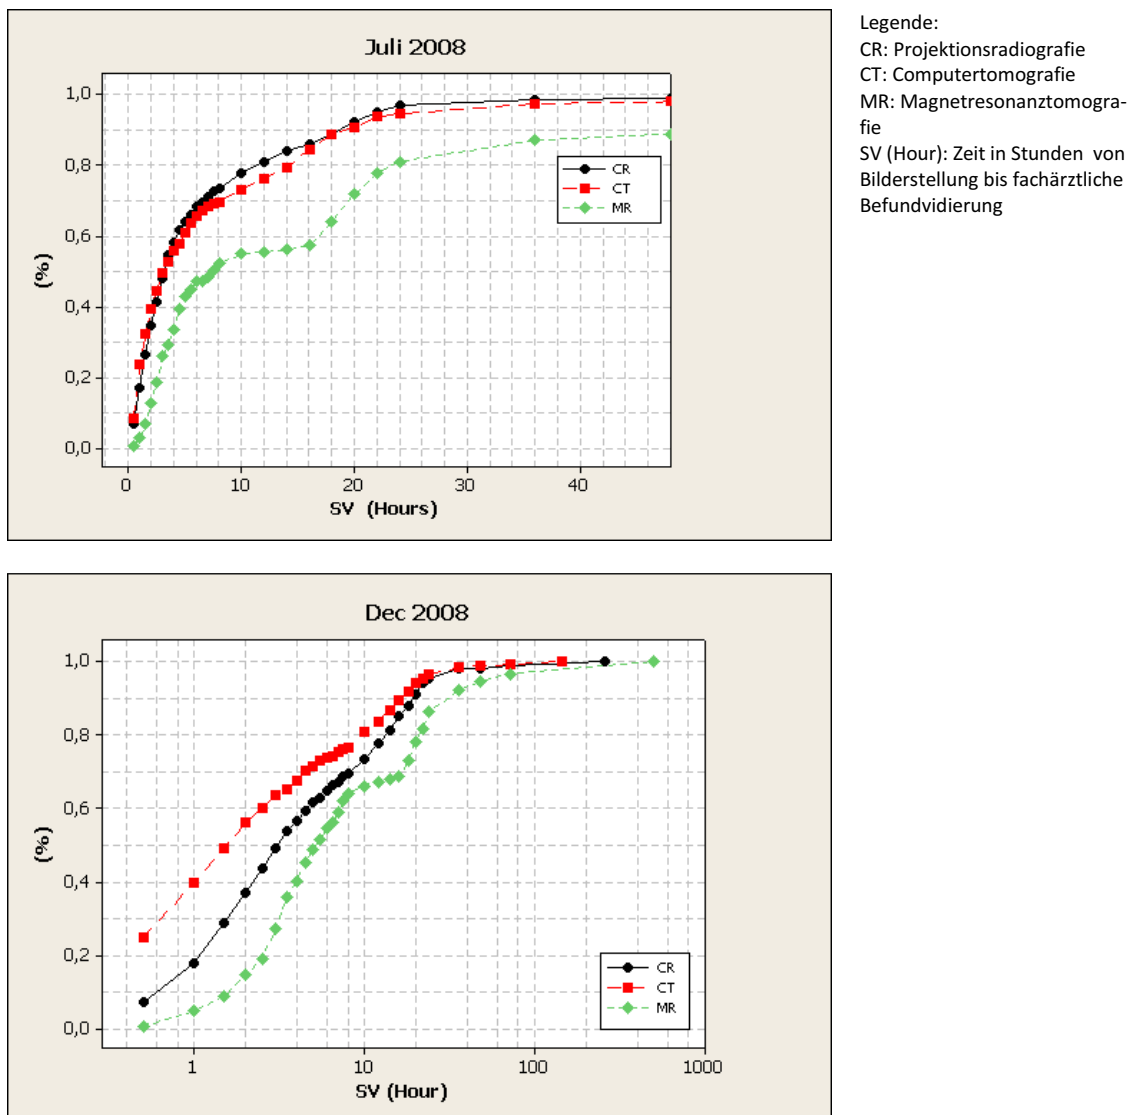 Juli 2008
1,0
0,8
0,6
0,4
0,2
0,0
(%)
CR
CT
MR
0 10 20 30 40
SV (Hours)
Legende:
CR: Projektionsradiografie
CT: Computertomografie
MR: Magnetresonanztomogra-
fie
SV (Hour): Zeit in Stunden von
Bilderstellung bis fachärztliche
Befundvidierung
Dec 2008
1,0
0,8
0,6
0,4
0,2
0,0
(%)
CR
CT
MR
1 10 100 1000
SV (Hour)